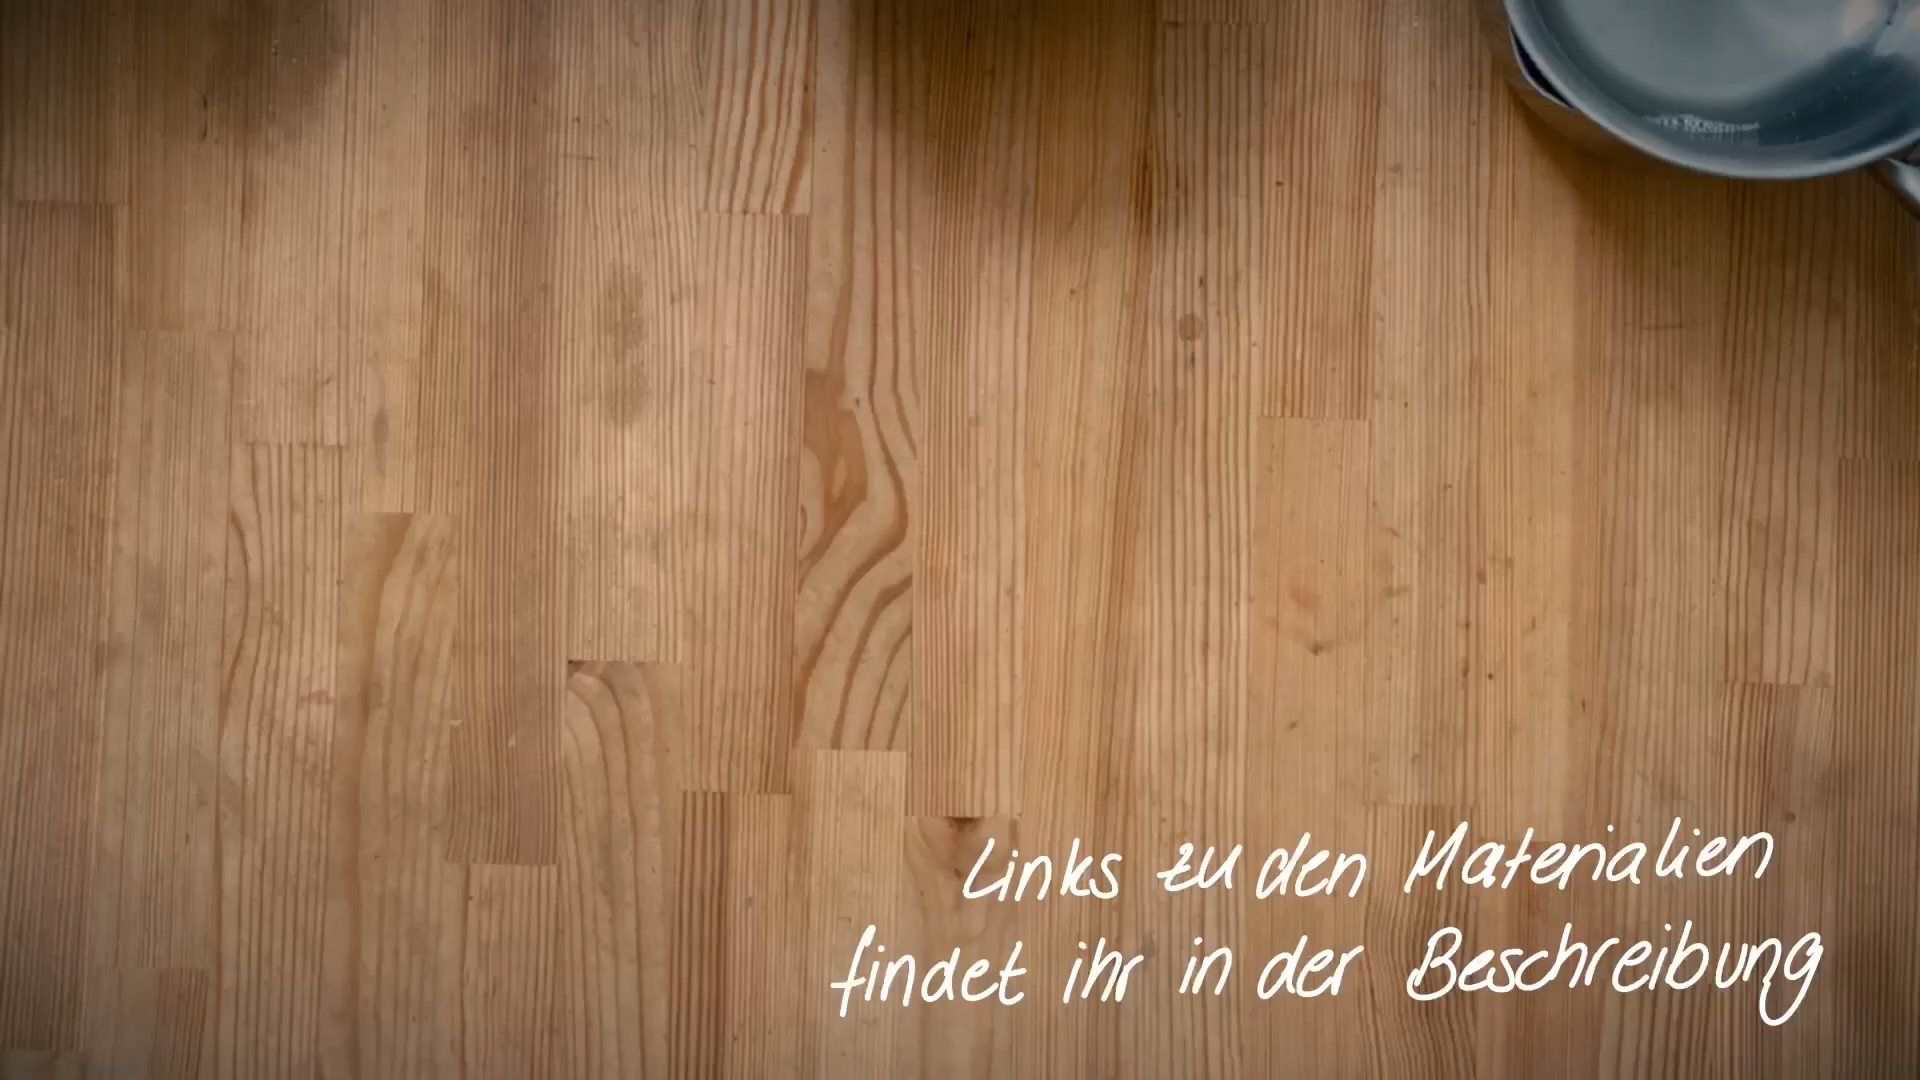 Links zu den Materialien
findet ihr in der Beschreibung